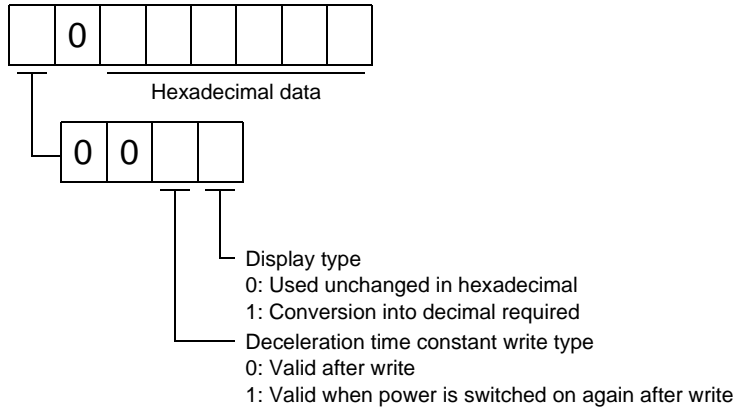 0
Hexadecimal data
0 0
Display type
0: Used unchanged in hexadecimal
1: Conversion into decimal required
Deceleration time constant write type
0: Valid after write
1: Valid when power is switched on again after write